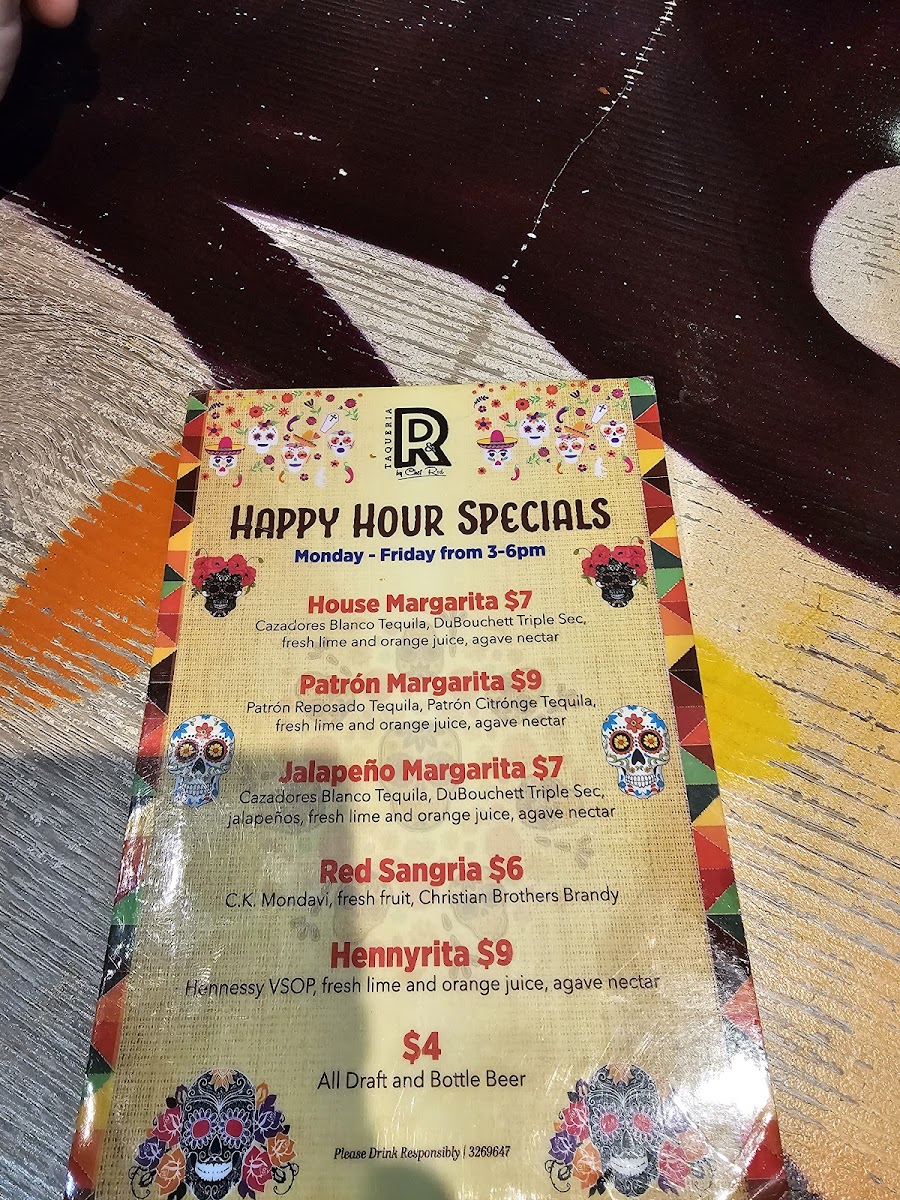 TAQUERIA
R&R
by Chef Rob
Happy Hour Specials
Monday - Friday from 3-6pm
House Margarita $7
Cazadores Blanco Tequila, DuBouchett Triple Sec,
fresh lime and orange juice, agave nectar
Patrón Margarita $9
Patrón Reposado Tequila, Patrón Citrónge Tequila,
fresh lime and orange juice, agave nectar
Jalapeño Margarita $7
Cazadores Blanco Tequila, DuBouchett Triple Sec,
jalapeños, fresh lime and orange juice, agave nectar
Red Sangria $6
C.K. Mondavi, fresh fruit, Christian Brothers Brandy
Hennyrita $9
Hennessy VSOP, fresh lime and orange juice, agave nectar
$4
All Draft and Bottle Beer
Please Drink Responsibly | 3269647